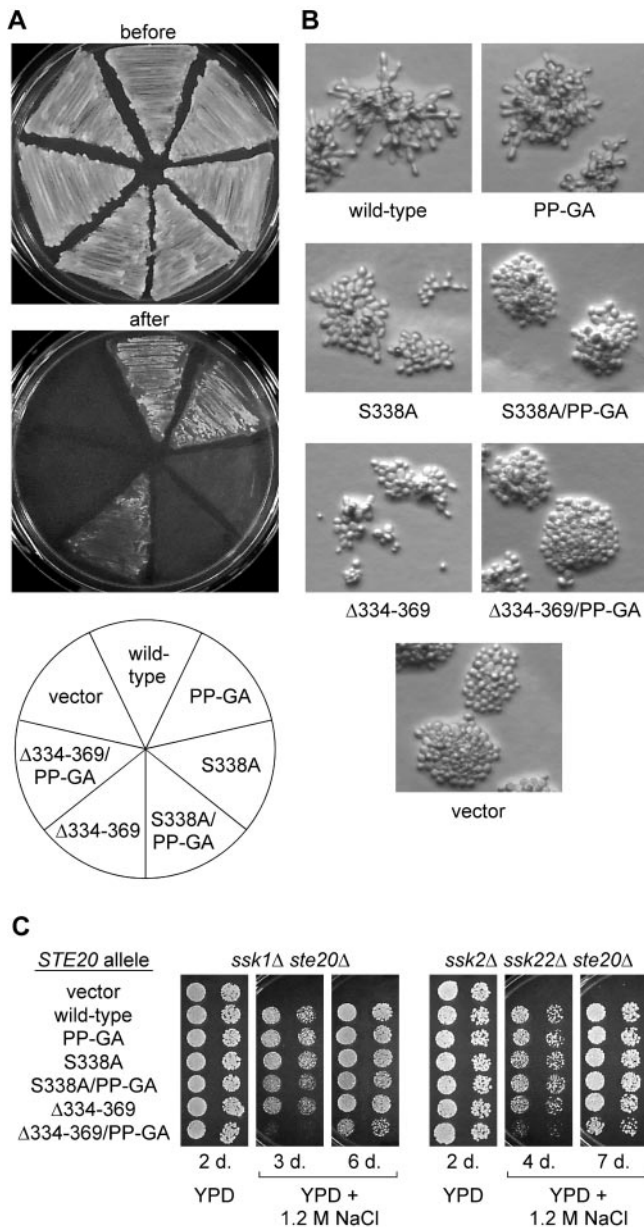 A
before
after
wild-
type
vector
PP-GA
Δ334-369/
PP-GA
S338A
Δ334-369
S338A/
PP-GA
B
wild-type
PP-GA
S338A
S338A/PP-GA
Δ334-369
Δ334-369/PP-GA
vector
C
STE20 allele
ssk1Δ ste20Δ
ssk2Δ ssk22Δ ste20Δ
vector
wild-type
PP-GA
S338A
S338A/PP-GA
Δ334-369
Δ334-369/PP-GA
2 d.
3 d.
6 d.
2 d.
4 d.
7 d.
YPD
YPD +
1.2 M NaCl
YPD
YPD +
1.2 M NaCl